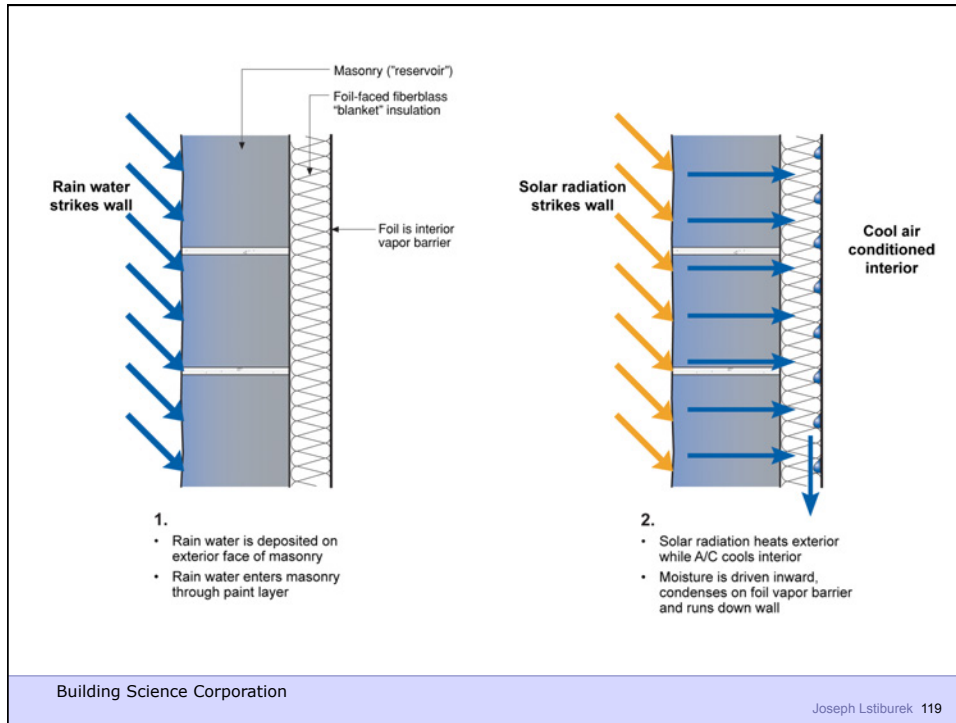 Masonry ("reservoir")
Foil-faced fiberblass
"blanket" insulation
Rain water
strikes wall
Foil is interior
vapor barrier
1.
• Rain water is deposited on
exterior face of masonry
• Rain water enters masonry
through paint layer
Solar radiation
strikes wall
Cool air
conditioned
interior
2.
• Solar radiation heats exterior
while A/C cools interior
• Moisture is driven inward,
condenses on foil vapor barrier
and runs down wall
Building Science Corporation
Joseph Lstiburek 119